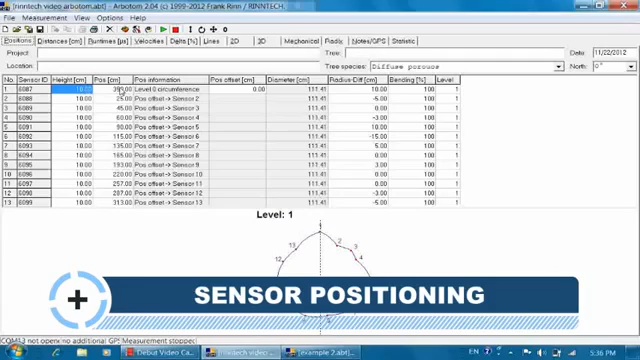 [rinntech video arbotom.abt] - Arbotom 2.04 (c) 1999-2012 Frank Rinn / RINNTECH
File Measurement View Options Help
Positions Distances [cm] Runtimes [µs] Velocities Delta [%] Lines 2D 3D Mechanical Radix Notes/GPS Statistic
Project: Tree: Date 11/22/2012
Location: Tree species: Diffuse porous North: 0°
No. Sensor ID Height [cm] Pos [cm] Pos information Pos offset [cm] Diameter [cm] Radius-Diff [cm] Bending [%] Level
1 6087 10.00 Level 0 circumference 0.00 111.41 10.00 100 1
2 6088 10.00 25.00 Pos offset -> Sensor 2 111.41 -5.00 100 1
3 6089 10.00 45.00 Pos offset -> Sensor 3 111.41 0.00 100 1
4 6090 10.00 60.00 Pos offset -> Sensor 4 111.41 -3.00 100 1
5 6091 10.00 90.00 Pos offset -> Sensor 5 111.41 10.00 100 1
6 6092 10.00 115.00 Pos offset -> Sensor 6 111.41 -15.00 100 1
7 6093 10.00 135.00 Pos offset -> Sensor 7 111.41 5.00 100 1
8 6094 10.00 165.00 Pos offset -> Sensor 8 111.41 0.00 100 1
9 6095 10.00 193.00 Pos offset -> Sensor 9 111.41 3.00 100 1
10 6096 10.00 220.00 Pos offset -> Sensor 10 111.41 0.00 100 1
11 6097 10.00 257.00 Pos offset -> Sensor 11 111.41 0.00 100 1
12 6098 10.00 287.00 Pos offset -> Sensor 12 111.41 -3.00 100 1
13 6099 10.00 313.00 Pos offset -> Sensor 13 111.41 -5.00 100 1
Level: 1
1
13 2 3
12 4
SENSOR POSITIONING
COM13 not open; no additional GP Measurement stopped
Debut Video Ca... [rinntech video... [example 2.abt]... EN 5:36 PM